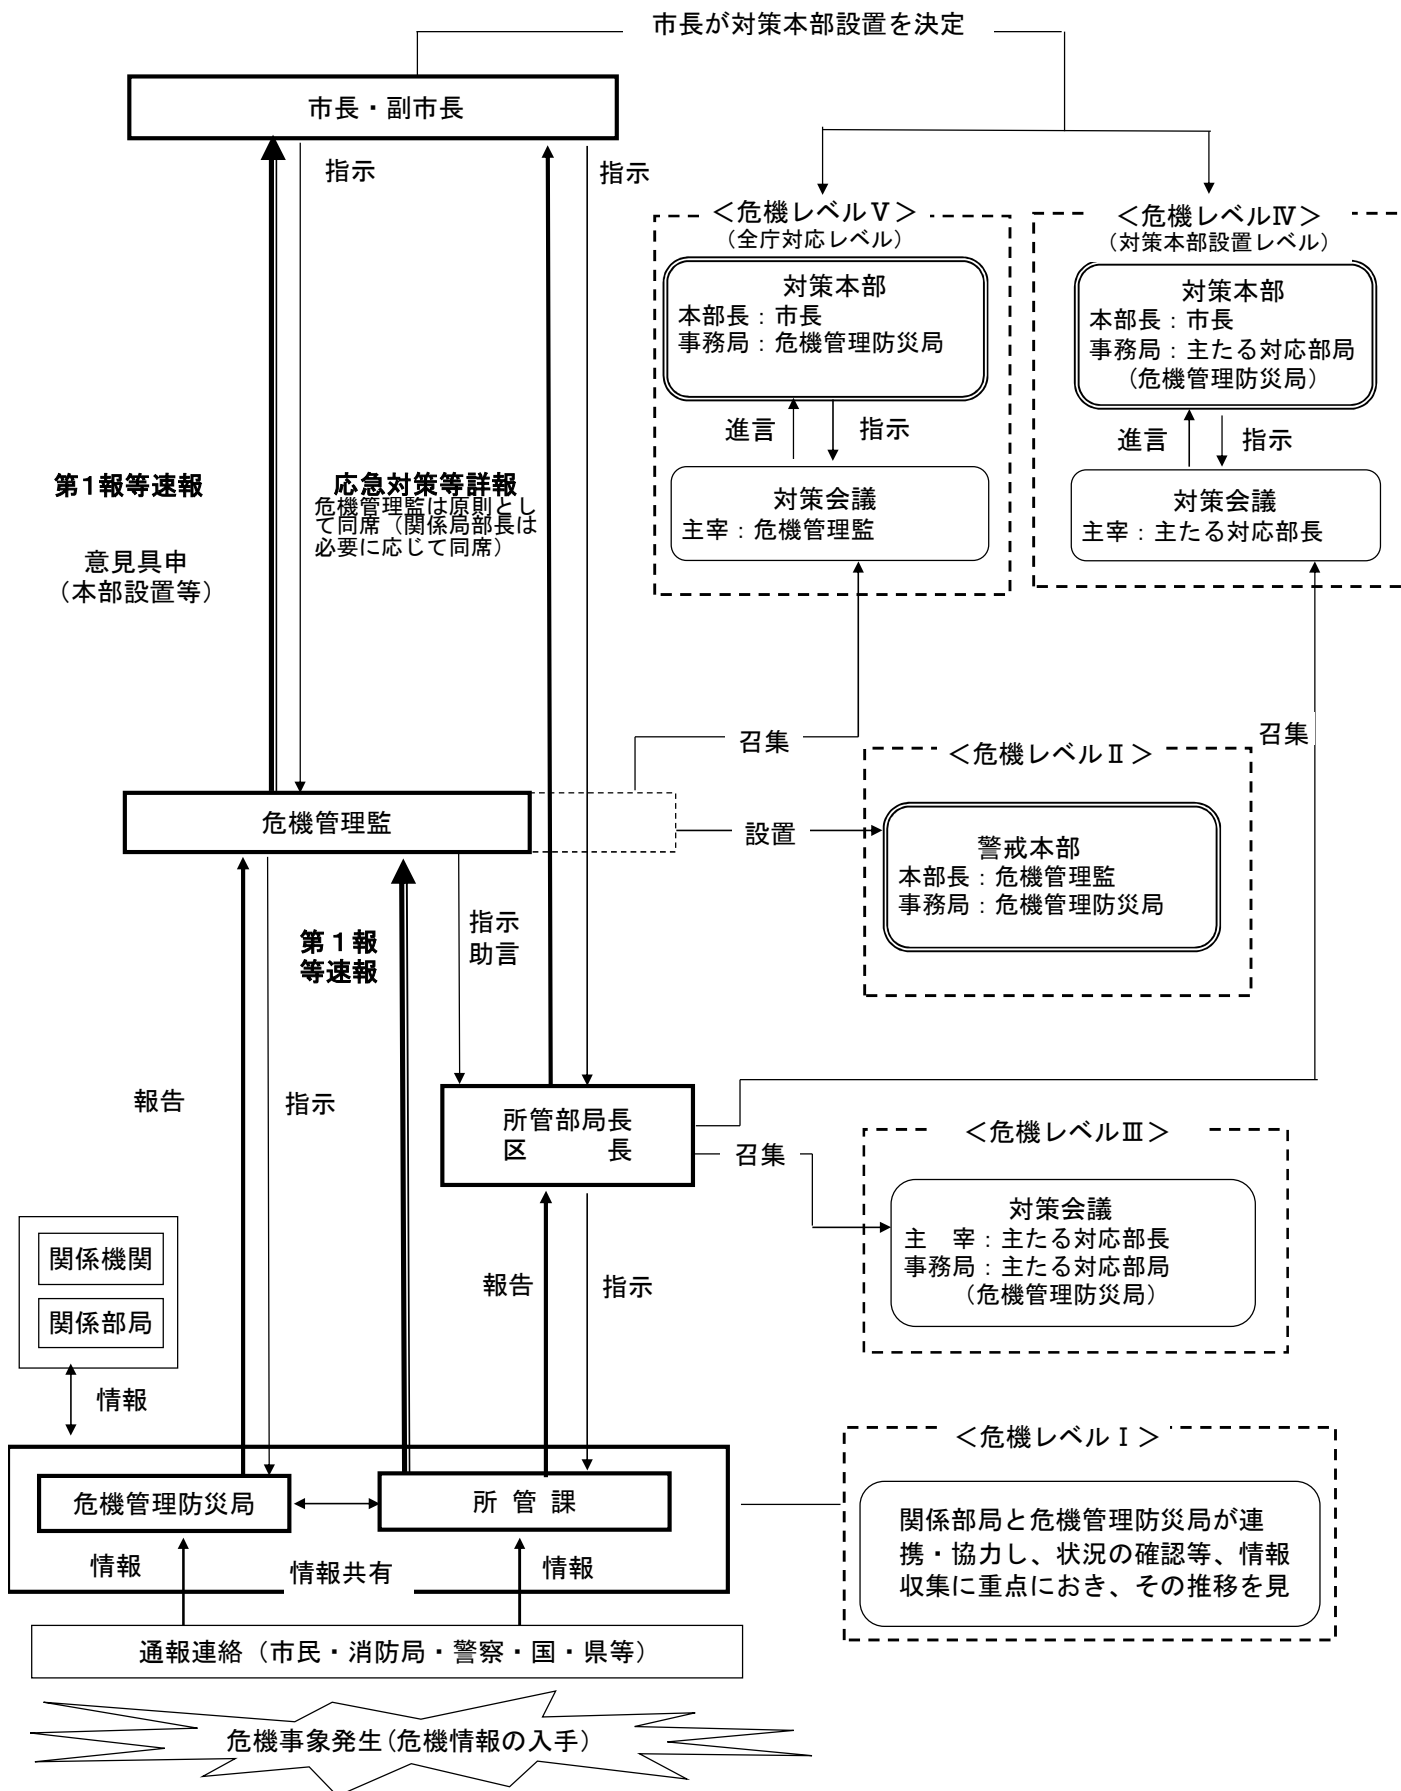 市長が対策本部設置を決定
市長・副市長
指示
指示
＜危機レベルⅤ＞
（全庁対応レベル）
対策本部
本部長：市長
事務局：危機管理防災局
進言
指示
対策会議
主宰：危機管理監
＜危機レベルⅣ＞
（対策本部設置レベル）
対策本部
本部長：市長
事務局：主たる対応部局
（危機管理防災局）
進言
指示
対策会議
主宰：主たる対応部長
第１報等速報
意見具申
（本部設置等）
応急対策等詳報
危機管理監は原則とし
て同席（関係局部長は
必要に応じて同席）
召集
召集
危機管理監
設置
＜危機レベルⅡ＞
警戒本部
本部長：危機管理監
事務局：危機管理防災局
第１報
等速報
指示
助言
報告
指示
所管部局長
区　　　長
召集
＜危機レベルⅢ＞
対策会議
主　宰：主たる対応部長
事務局：主たる対応部局
（危機管理防災局）
関係機関
関係部局
情報
報告
指示
危機管理防災局
所 管 課
情報
情報共有
情報
＜危機レベルⅠ＞
関係部局と危機管理防災局が連
携・協力し、状況の確認等、情報
収集に重点におき、その推移を見
通報連絡（市民・消防局・警察・国・県等）
危機事象発生(危機情報の入手）